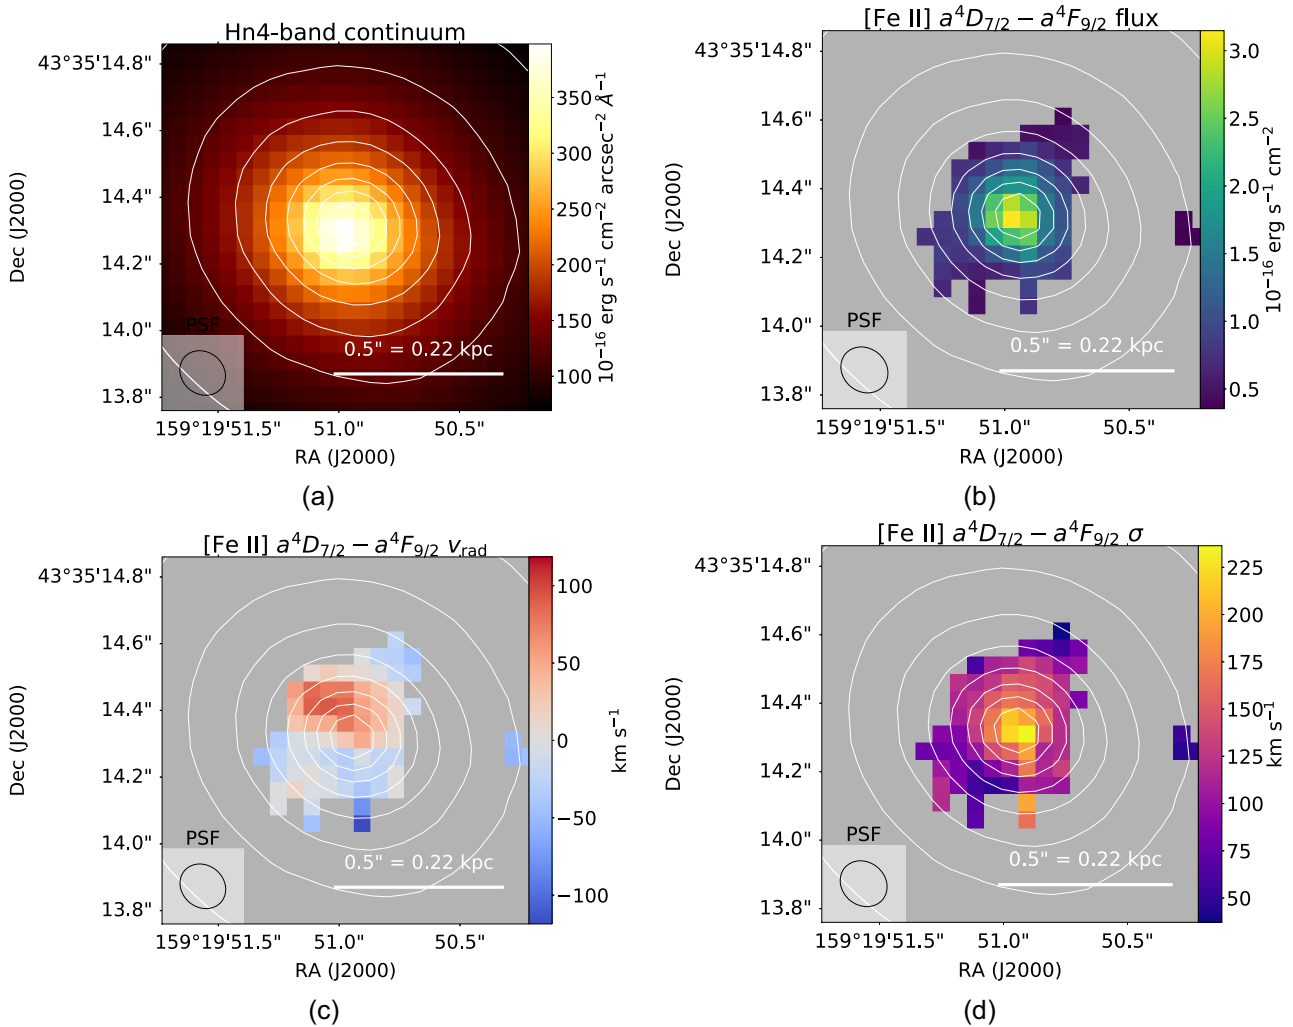 Hn4-band continuum
43°35'14.8"
14.6"
14.4"
14.2"
14.0"
13.8"
Dec (J2000)
PSF
0.5" = 0.22 kpc
159°19'51.5"
51.0"
50.5"
RA (J2000)
350
300
250
200
150
100
10⁻¹⁶ erg s⁻¹ cm⁻² arcsec⁻² Å⁻¹
(a)
[Fe II] a⁴D₇/₂ − a⁴F₉/₂ flux
43°35'14.8"
14.6"
14.4"
14.2"
14.0"
13.8"
Dec (J2000)
PSF
0.5" = 0.22 kpc
159°19'51.5"
51.0"
50.5"
RA (J2000)
3.0
2.5
2.0
1.5
1.0
0.5
10⁻¹⁶ erg s⁻¹ cm⁻²
(b)
[Fe II] a⁴D₇/₂ − a⁴F₉/₂ v_rad
43°35'14.8"
14.6"
14.4"
14.2"
14.0"
13.8"
Dec (J2000)
PSF
0.5" = 0.22 kpc
159°19'51.5"
51.0"
50.5"
RA (J2000)
100
50
0
−50
−100
km s⁻¹
(c)
[Fe II] a⁴D₇/₂ − a⁴F₉/₂ σ
43°35'14.8"
14.6"
14.4"
14.2"
14.0"
13.8"
Dec (J2000)
PSF
0.5" = 0.22 kpc
159°19'51.5"
51.0"
50.5"
RA (J2000)
225
200
175
150
125
100
75
50
km s⁻¹
(d)